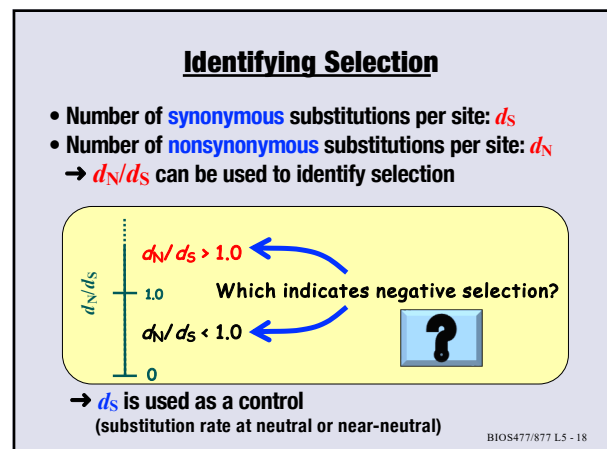 Identifying Selection
• Number of synonymous substitutions per site: dS
• Number of nonsynonymous substitutions per site: dN
➔ dN/dS can be used to identify selection
dN/dS
dN/dS > 1.0
1.0
Which indicates negative selection?
dN/dS < 1.0
?
0
➔ dS is used as a control
(substitution rate at neutral or near-neutral)
BIOS477/877 L5 - 18